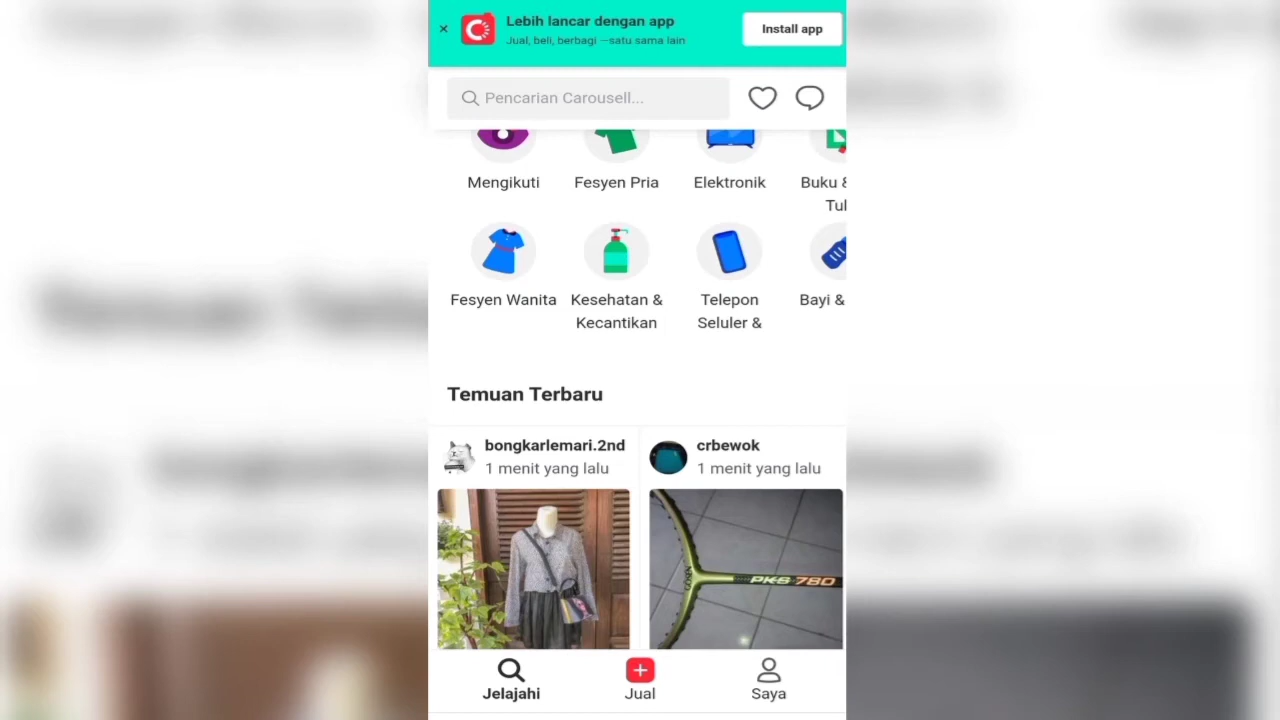 Lebih lancar dengan app
Jual, beli, berbagi —satu sama lain
Install app
Pencarian Carousell...
Mengikuti
Fesyen Pria
Elektronik
Buku &
Tul
Fesyen Wanita
Kesehatan &
Kecantikan
Telepon
Seluler &
Bayi &
Temuan Terbaru
bongkarlemari.2nd
1 menit yang lalu
crbewok
1 menit yang lalu
GOSEN
PKS 780
Jelajahi
Jual
Saya